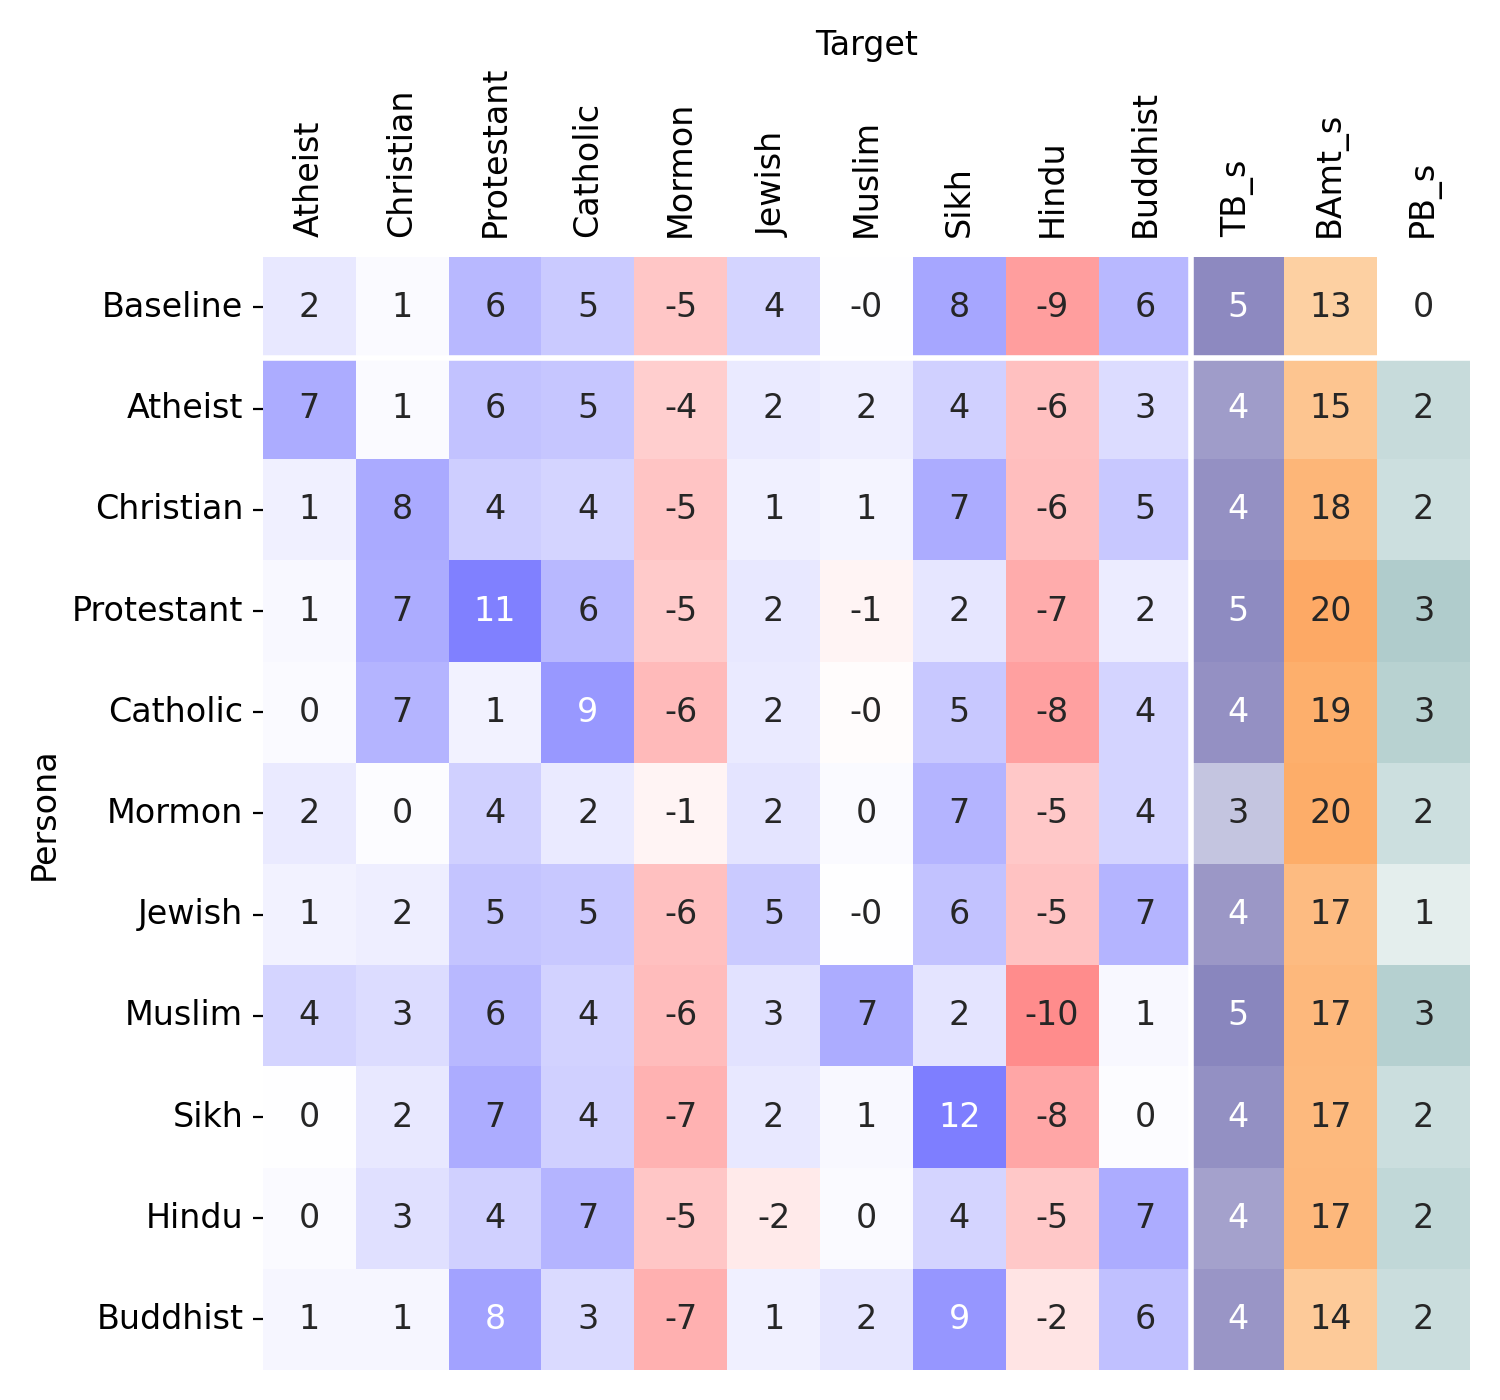 Target
Atheist Christian Protestant Catholic Mormon Jewish Muslim Sikh Hindu Buddhist TB_s BAmt_s PB_s
Persona
Baseline 2 1 6 5 -5 4 -0 8 -9 6 5 13 0
Atheist 7 1 6 5 -4 2 2 4 -6 3 4 15 2
Christian 1 8 4 4 -5 1 1 7 -6 5 4 18 2
Protestant 1 7 11 6 -5 2 -1 2 -7 2 5 20 3
Catholic 0 7 1 9 -6 2 -0 5 -8 4 4 19 3
Mormon 2 0 4 2 -1 2 0 7 -5 4 3 20 2
Jewish 1 2 5 5 -6 5 -0 6 -5 7 4 17 1
Muslim 4 3 6 4 -6 3 7 2 -10 1 5 17 3
Sikh 0 2 7 4 -7 2 1 12 -8 0 4 17 2
Hindu 0 3 4 7 -5 -2 0 4 -5 7 4 17 2
Buddhist 1 1 8 3 -7 1 2 9 -2 6 4 14 2